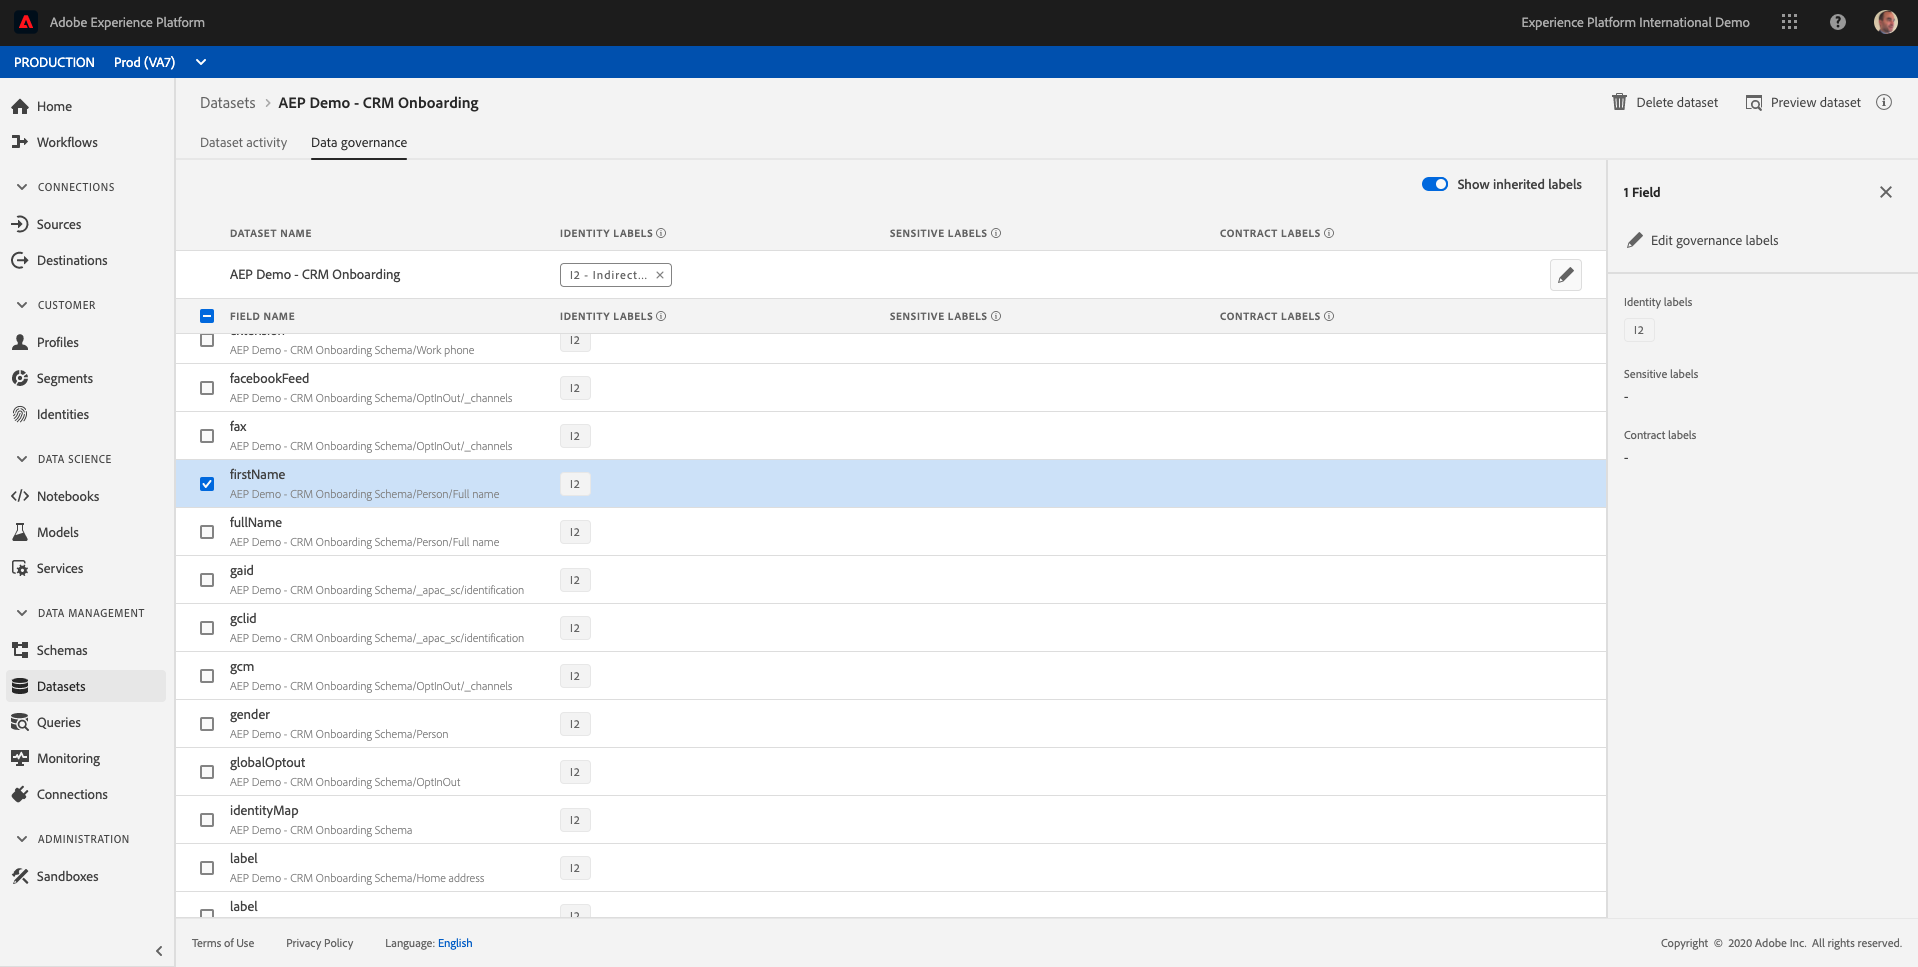 Adobe Experience Platform
Experience Platform International Demo
PRODUCTION Prod (VA7)
Home
Workflows
CONNECTIONS
Sources
Destinations
CUSTOMER
Profiles
Segments
Identities
DATA SCIENCE
Notebooks
Models
Services
DATA MANAGEMENT
Schemas
Datasets
Queries
Monitoring
Connections
ADMINISTRATION
Sandboxes
Datasets > AEP Demo - CRM Onboarding
Delete dataset
Preview dataset
Dataset activity
Data governance
Show inherited labels
DATASET NAME IDENTITY LABELS SENSITIVE LABELS CONTRACT LABELS
AEP Demo - CRM Onboarding I2 - Indirect...
FIELD NAME IDENTITY LABELS SENSITIVE LABELS CONTRACT LABELS
extension
AEP Demo - CRM Onboarding Schema/Work phone
I2
facebookFeed
AEP Demo - CRM Onboarding Schema/OptInOut/_channels
I2
fax
AEP Demo - CRM Onboarding Schema/OptInOut/_channels
I2
firstName
AEP Demo - CRM Onboarding Schema/Person/Full name
I2
fullName
AEP Demo - CRM Onboarding Schema/Person/Full name
I2
gaid
AEP Demo - CRM Onboarding Schema/_apac_sc/identification
I2
gclid
AEP Demo - CRM Onboarding Schema/_apac_sc/identification
I2
gcm
AEP Demo - CRM Onboarding Schema/OptInOut/_channels
I2
gender
AEP Demo - CRM Onboarding Schema/Person
I2
globalOptout
AEP Demo - CRM Onboarding Schema/OptInOut
I2
identityMap
AEP Demo - CRM Onboarding Schema
I2
label
AEP Demo - CRM Onboarding Schema/Home address
I2
label
I2
1 Field
Edit governance labels
Identity labels
I2
Sensitive labels
-
Contract labels
-
Terms of Use Privacy Policy Language: English
Copyright © 2020 Adobe Inc. All rights reserved.